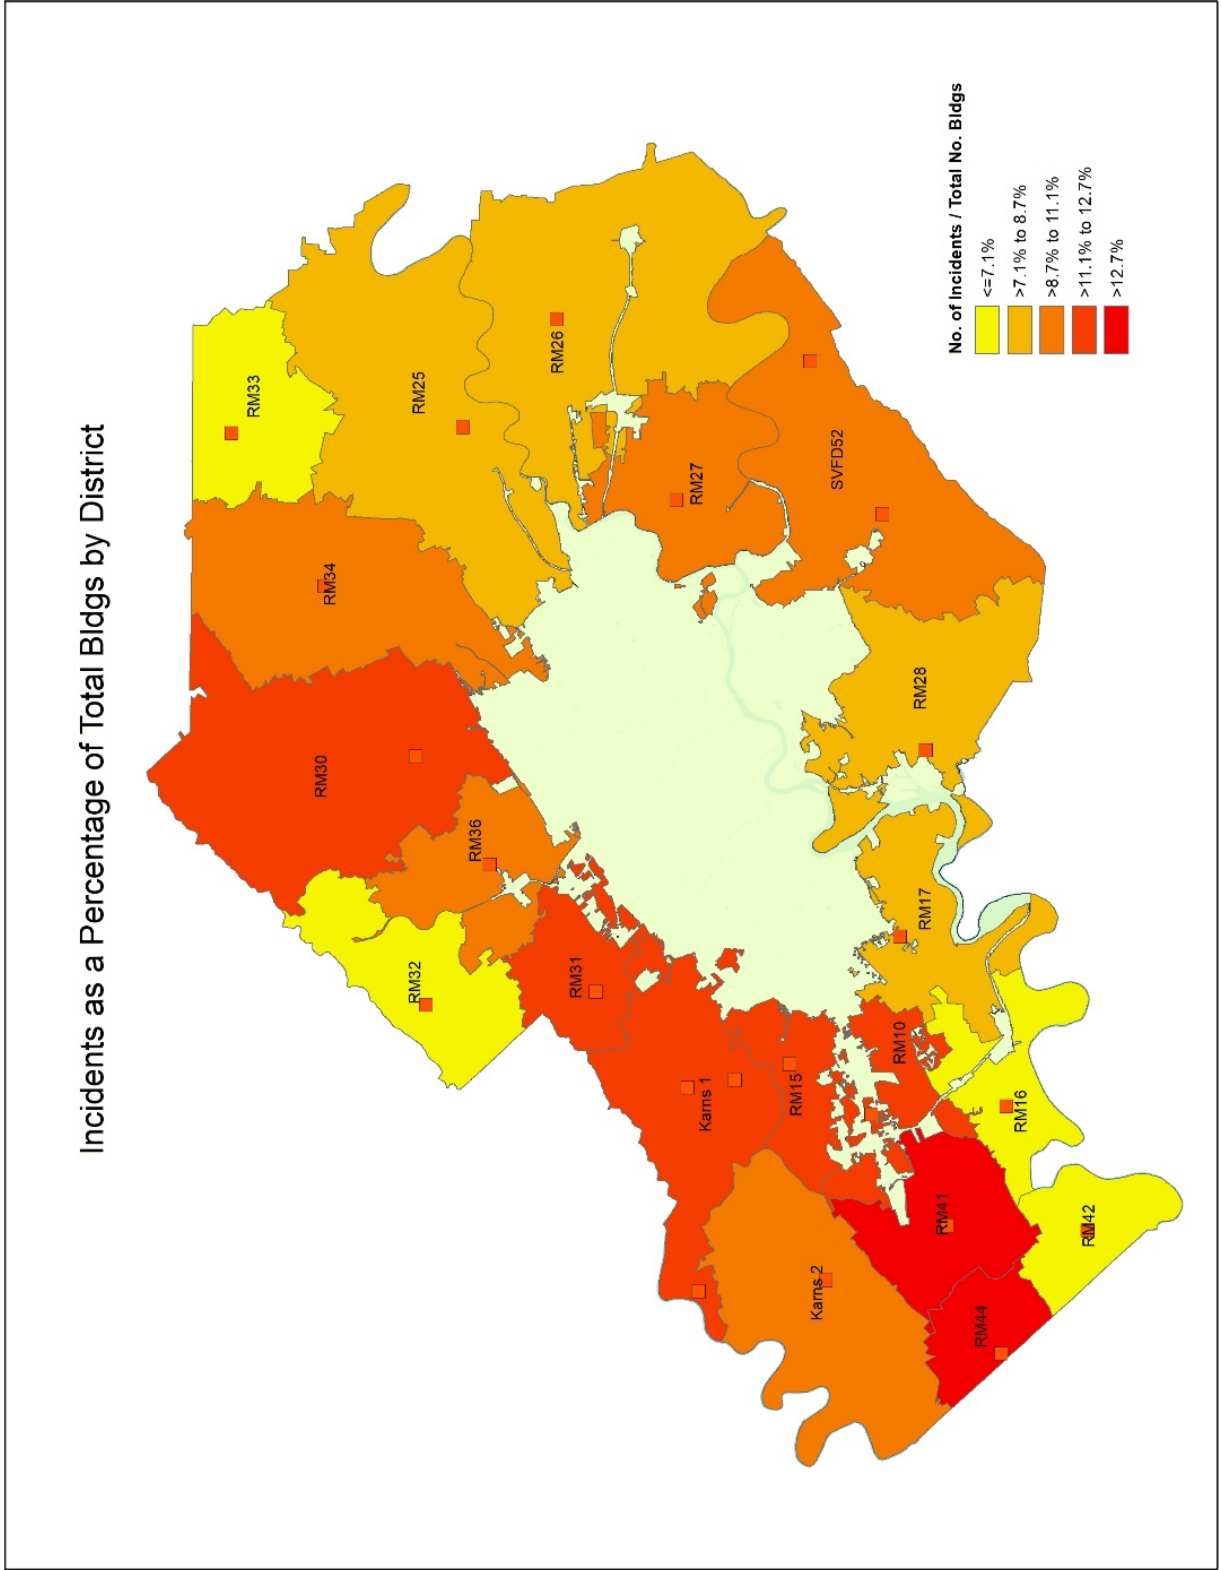 Incidents as a Percentage of Total Bldgs by District
RM33
RM25
RM26
RM34
RM27
SVFD52
RM30
RM36
RM28
RM32
RM31
RM17
Karns 1
RM15
RM10
RM16
Karns 2
RM41
RM42
RM44
No. of Incidents / Total No. Bldgs
<=7.1%
>7.1% to 8.7%
>8.7% to 11.1%
>11.1% to 12.7%
>12.7%